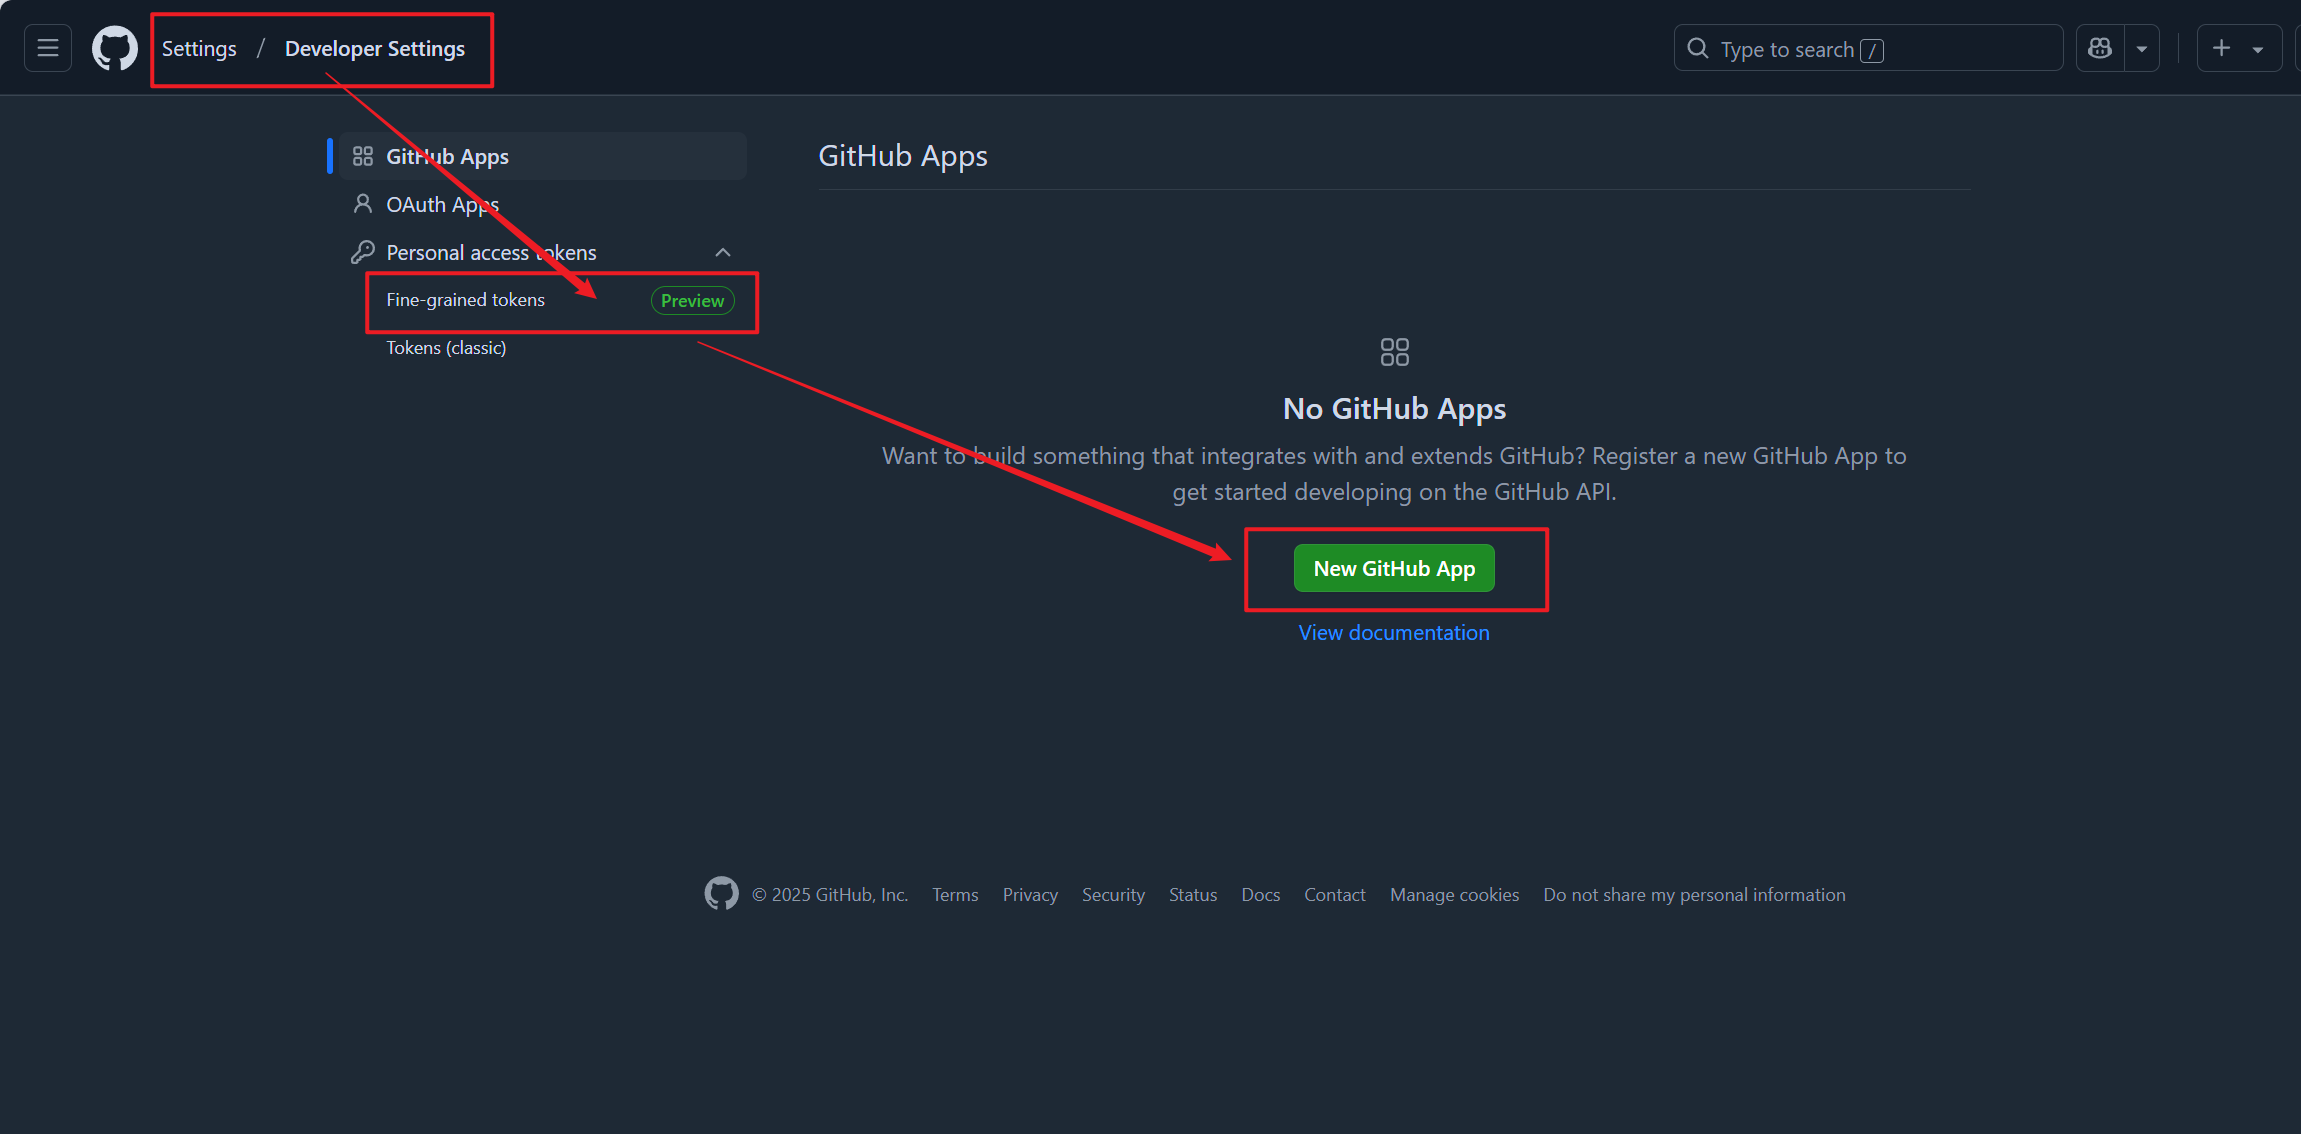 Settings / Developer Settings
Type to search /
GitHub Apps
OAuth Apps
Personal access tokens
Fine-grained tokens Preview
Tokens (classic)
GitHub Apps
No GitHub Apps
Want to build something that integrates with and extends GitHub? Register a new GitHub App to
get started developing on the GitHub API.
New GitHub App
View documentation
© 2025 GitHub, Inc. Terms Privacy Security Status Docs Contact Manage cookies Do not share my personal information